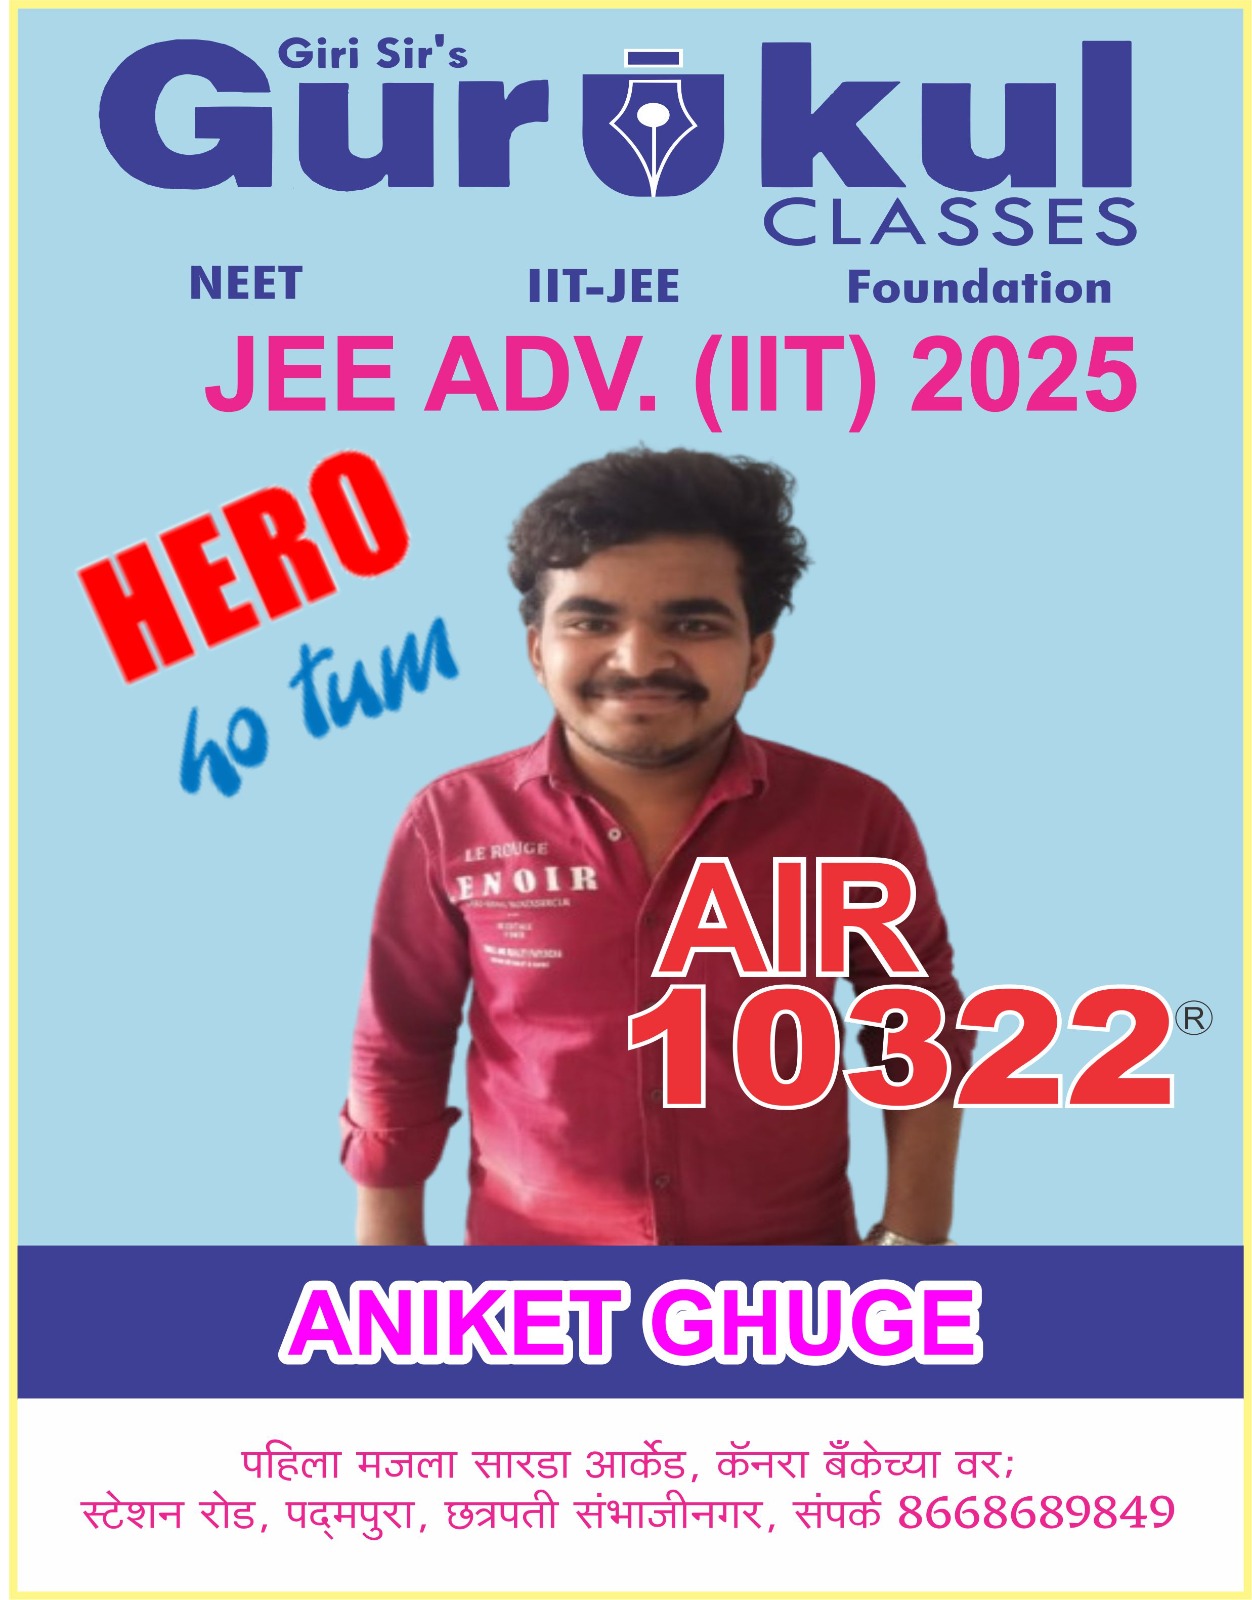 Giri Sir's
Gurukul
CLASSES
NEET IIT-JEE Foundation
JEE ADV. (IIT) 2025
HERO
ho tum
LE ROUGE
ENOIR
AIR
10322®
ANIKET GHUGE
पहिला मजला सारडा आर्केड, कॅनरा बँकेच्या वर;
स्टेशन रोड, पद्मपुरा, छत्रपती संभाजीनगर, संपर्क 8668689849